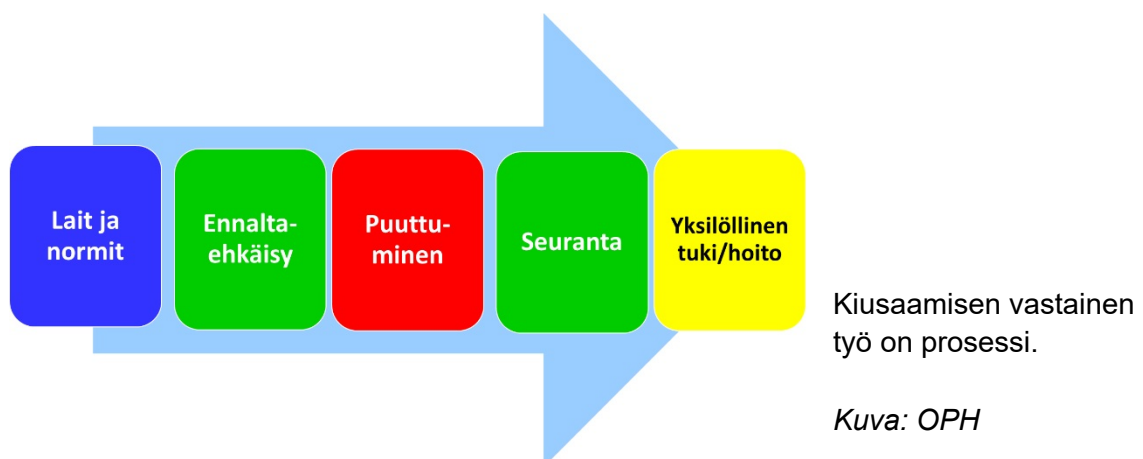 Lait ja
normit
Ennalta-
ehkäisy
Puuttu-
minen
Seuranta
Yksilöllinen
tuki/hoito
Kiusaamisen vastainen
työ on prosessi.
Kuva: OPH